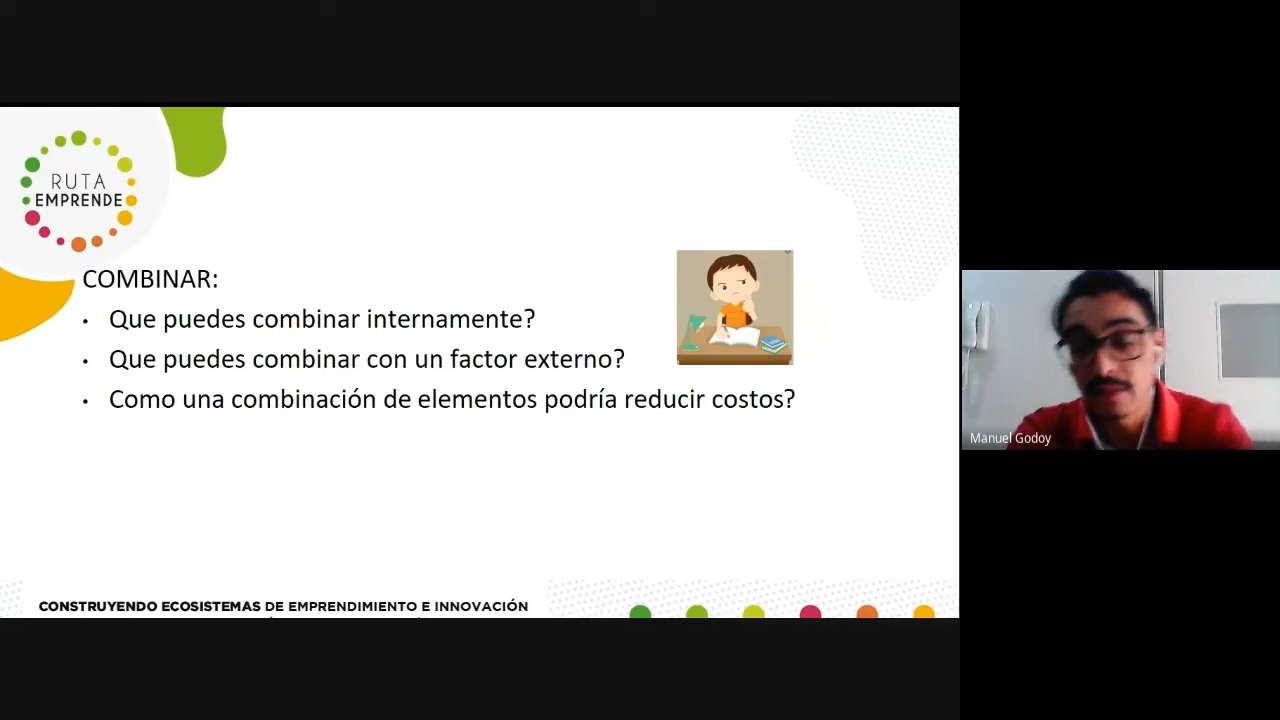 RUTA
EMPRENDE
COMBINAR:
• Que puedes combinar internamente?
• Que puedes combinar con un factor externo?
• Como una combinación de elementos podría reducir costos?
CONSTRUYENDO ECOSISTEMAS DE EMPRENDIMIENTO E INNOVACIÓN
Manuel Godoy